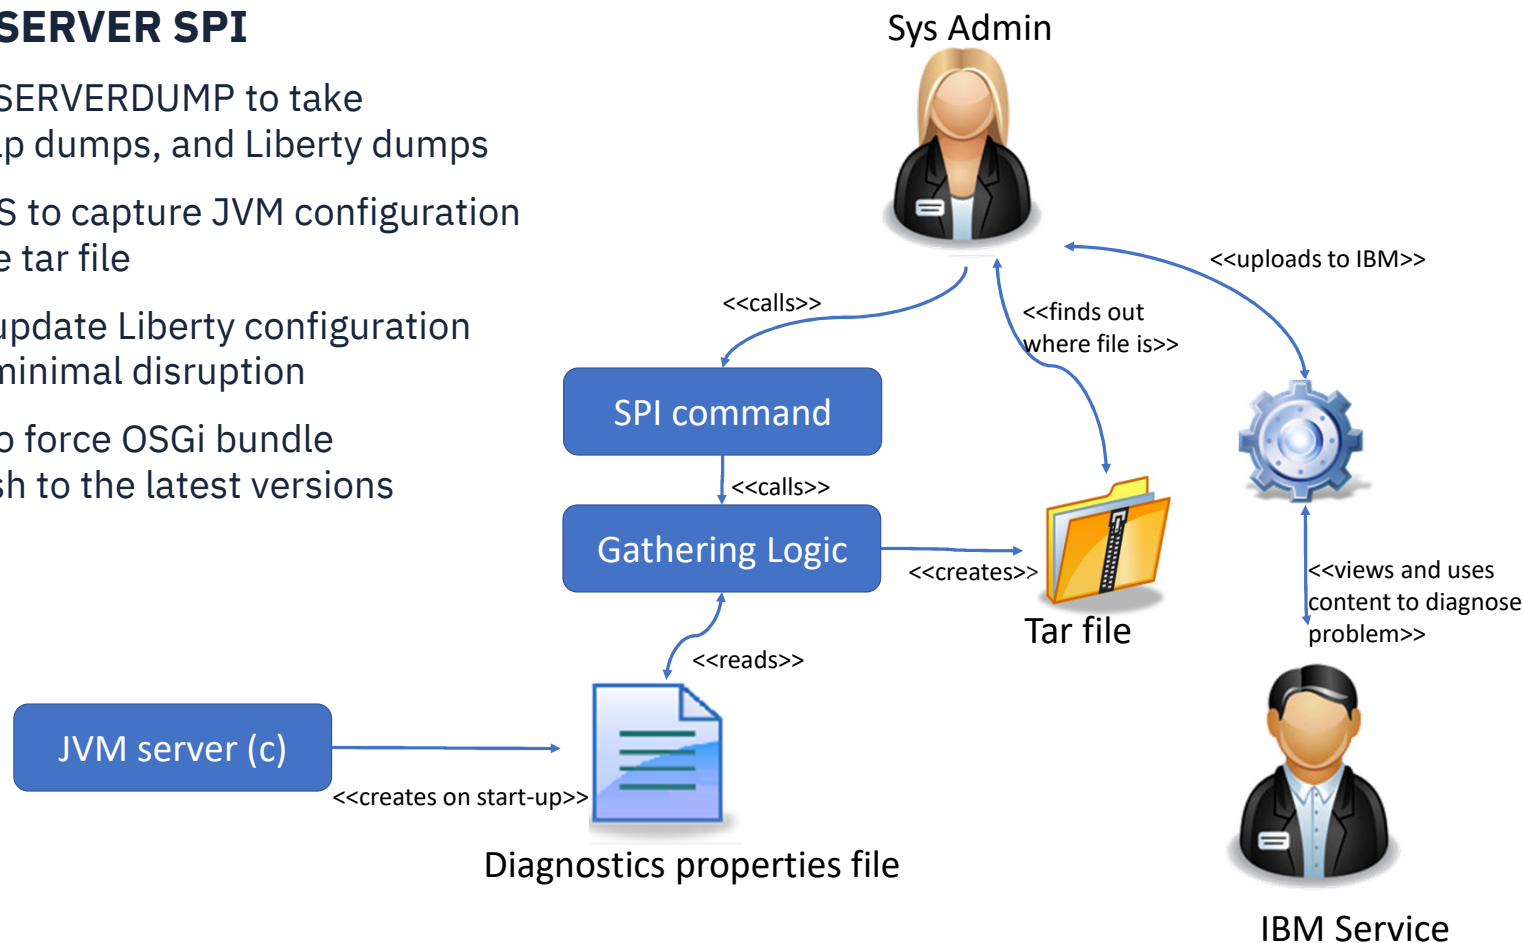 SERVER SPI
SERVERDUMP to take
p dumps, and Liberty dumps
S to capture JVM configuration
e tar file
update Liberty configuration
minimal disruption
o force OSGi bundle
sh to the latest versions
Sys Admin
<<uploads to IBM>>
<<calls>>
<<finds out
where file is>>
SPI command
<<calls>>
Gathering Logic
<<creates>>
Tar file
<<views and uses
content to diagnose
problem>>
<<reads>>
JVM server (c)
<<creates on start-up>>
Diagnostics properties file
IBM Service